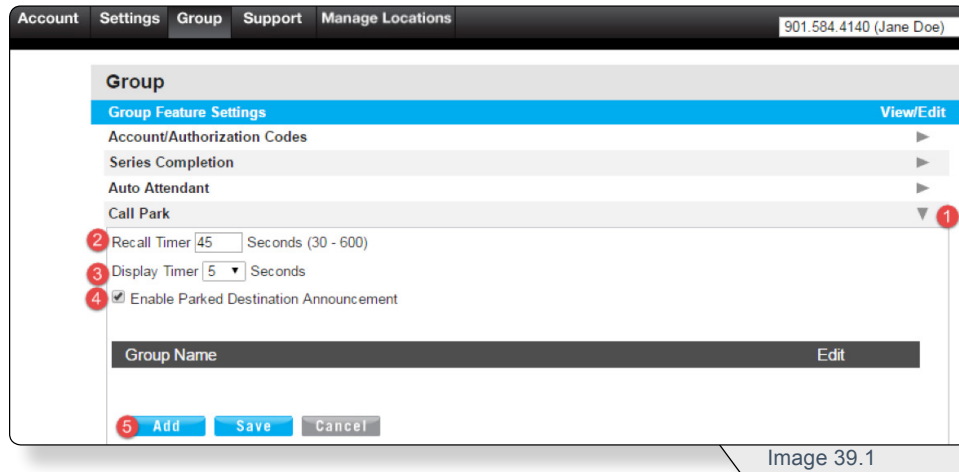 Account Settings Group Support Manage Locations
901.584.4140 (Jane Doe)
Group
Group Feature Settings View/Edit
Account/Authorization Codes
Series Completion
Auto Attendant
Call Park 1
2 Recall Timer 45 Seconds (30 - 600)
3 Display Timer 5 Seconds
4 Enable Parked Destination Announcement
Group Name Edit
5 Add Save Cancel
Image 39.1